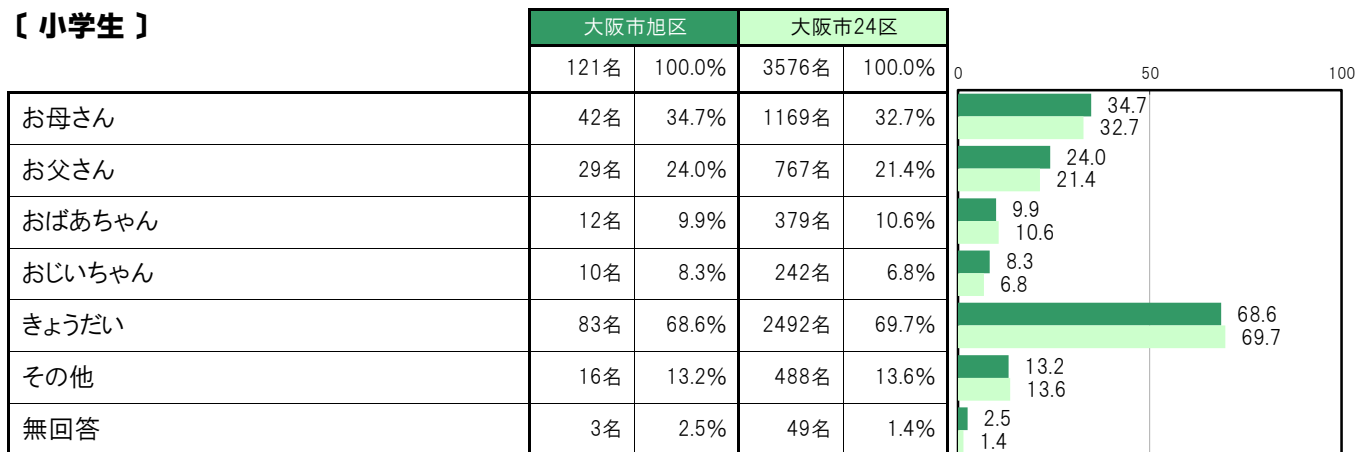 〔 小学生 〕
大阪市旭区 大阪市24区
121名 100.0% 3576名 100.0%
0 50 100
お母さん 42名 34.7% 1169名 32.7%
34.7
32.7
お父さん 29名 24.0% 767名 21.4%
24.0
21.4
おばあちゃん 12名 9.9% 379名 10.6%
9.9
10.6
おじいちゃん 10名 8.3% 242名 6.8%
8.3
6.8
きょうだい 83名 68.6% 2492名 69.7%
68.6
69.7
その他 16名 13.2% 488名 13.6%
13.2
13.6
無回答 3名 2.5% 49名 1.4%
2.5
1.4